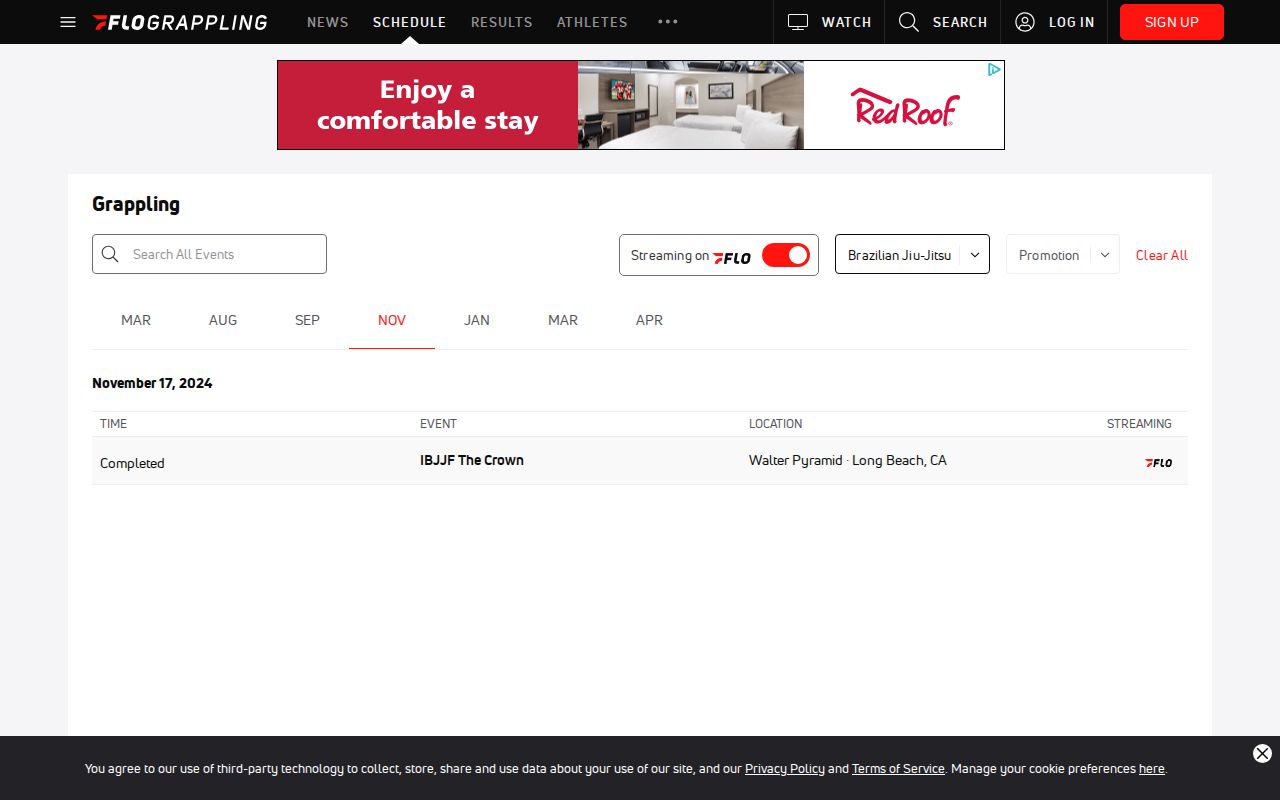 FLOGRAPPLING NEWS SCHEDULE RESULTS ATHLETES WATCH SEARCH LOG IN SIGN UP
Enjoy a
comfortable stay
Red Roof
Grappling
Search All Events Streaming on FLO Brazilian Jiu-Jitsu Promotion Clear All
MAR AUG SEP NOV JAN MAR APR
November 17, 2024
TIME EVENT LOCATION STREAMING
Completed IBJJF The Crown Walter Pyramid · Long Beach, CA FLO
You agree to our use of third-party technology to collect, store, share and use data about your use of our site, and our Privacy Policy and Terms of Service. Manage your cookie preferences here.